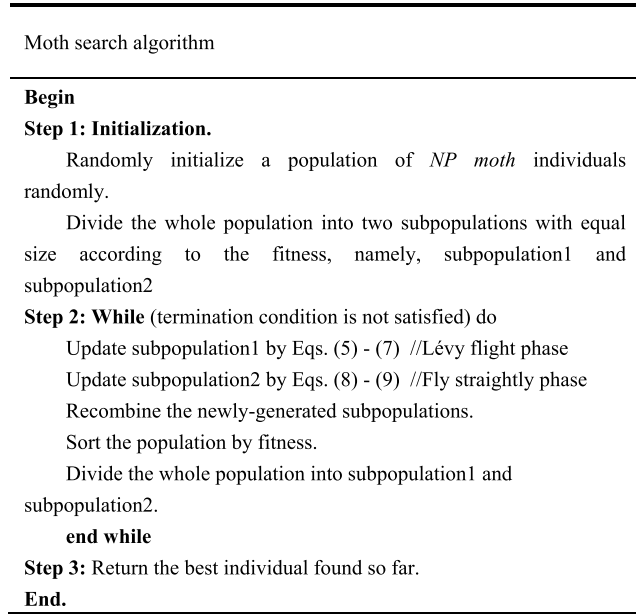 Moth search algorithm
Begin
Step 1: Initialization.
Randomly initialize a population of NP moth individuals
randomly.
Divide the whole population into two subpopulations with equal
size according to the fitness, namely, subpopulation1 and
subpopulation2
Step 2: While (termination condition is not satisfied) do
Update subpopulation1 by Eqs. (5) - (7) //Lévy flight phase
Update subpopulation2 by Eqs. (8) - (9) //Fly straightly phase
Recombine the newly-generated subpopulations.
Sort the population by fitness.
Divide the whole population into subpopulation1 and
subpopulation2.
end while
Step 3: Return the best individual found so far.
End.